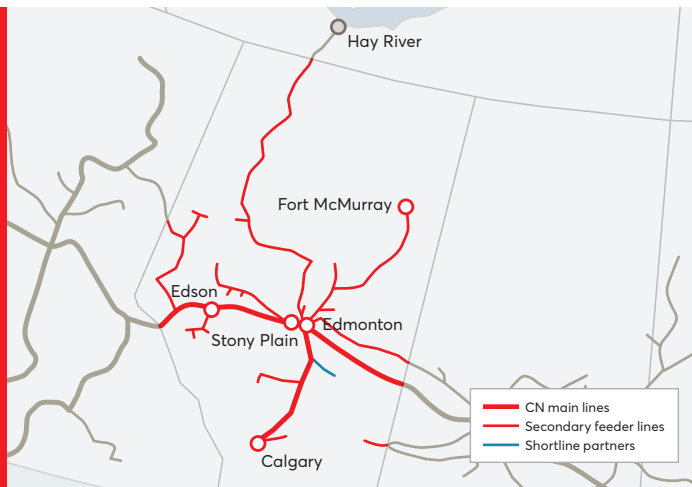 Hay River
Fort McMurray
Edson
Edmonton
Stony Plain
Calgary
CN main lines
Secondary feeder lines
Shortline partners